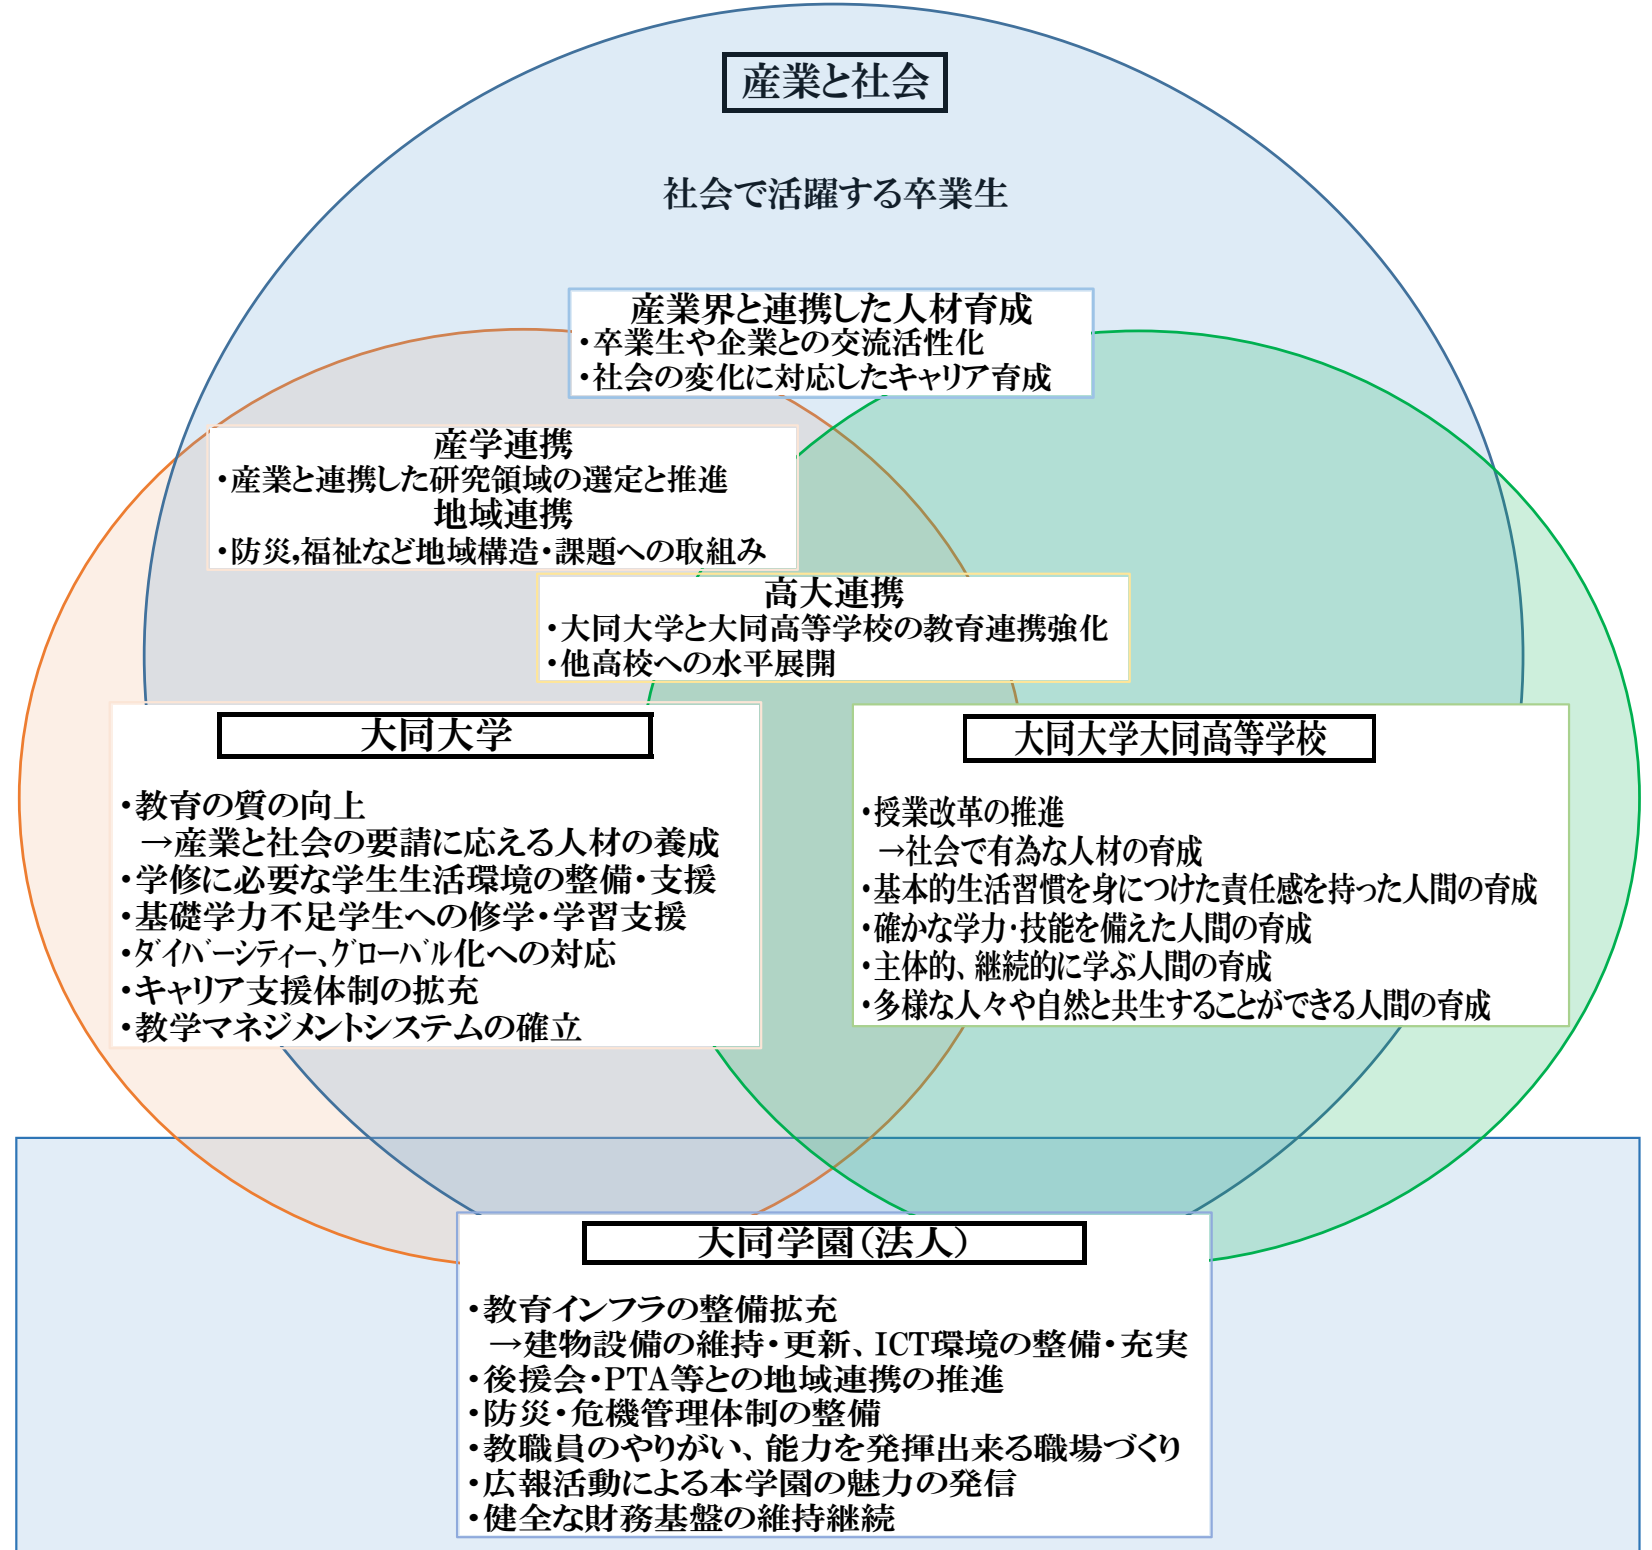 産業と社会
社会で活躍する卒業生
産業界と連携した人材育成
・卒業生や企業との交流活性化
・社会の変化に対応したキャリア育成
産学連携
・産業と連携した研究領域の選定と推進
地域連携
・防災,福祉など地域構造・課題への取組み
高大連携
・大同大学と大同高等学校の教育連携強化
・他高校への水平展開
大同大学
・教育の質の向上
→産業と社会の要請に応える人材の養成
・学修に必要な学生生活環境の整備・支援
・基礎学力不足学生への修学・学習支援
・ﾀﾞｲﾊﾞｰｼﾃｨｰ、ｸﾞﾛｰﾊﾞﾙ化への対応
・キャリア支援体制の拡充
・教学マネジメントシステムの確立
大同大学大同高等学校
・授業改革の推進
→社会で有為な人材の育成
・基本的生活習慣を身につけた責任感を持った人間の育成
・確かな学力・技能を備えた人間の育成
・主体的、継続的に学ぶ人間の育成
・多様な人々や自然と共生することができる人間の育成
大同学園（法人）
・教育インフラの整備拡充
→建物設備の維持・更新、ICT環境の整備・充実
・後援会・PTA等との地域連携の推進
・防災・危機管理体制の整備
・教職員のやりがい、能力を発揮出来る職場づくり
・広報活動による本学園の魅力の発信
・健全な財務基盤の維持継続